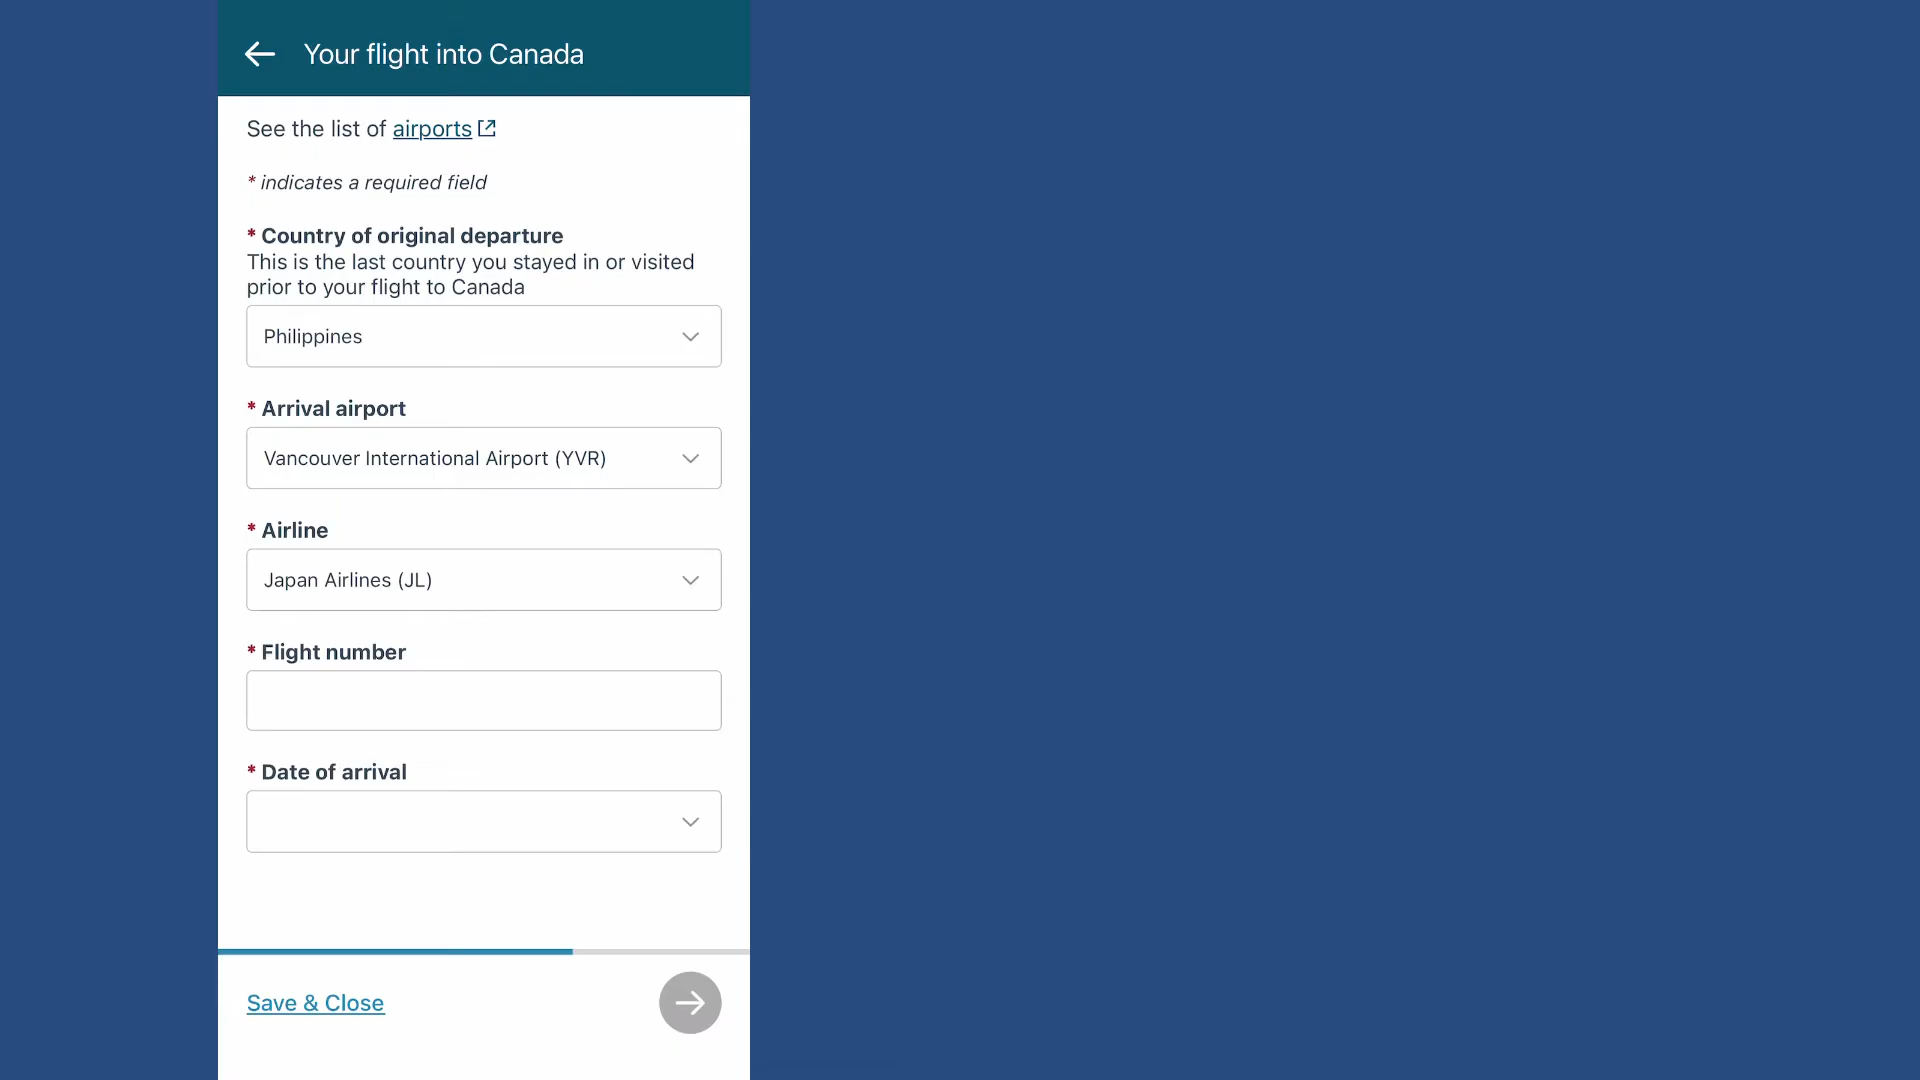 Your flight into Canada
See the list of airports
* indicates a required field
* Country of original departure
This is the last country you stayed in or visited
prior to your flight to Canada
Philippines
* Arrival airport
Vancouver International Airport (YVR)
* Airline
Japan Airlines (JL)
* Flight number
* Date of arrival
Save & Close